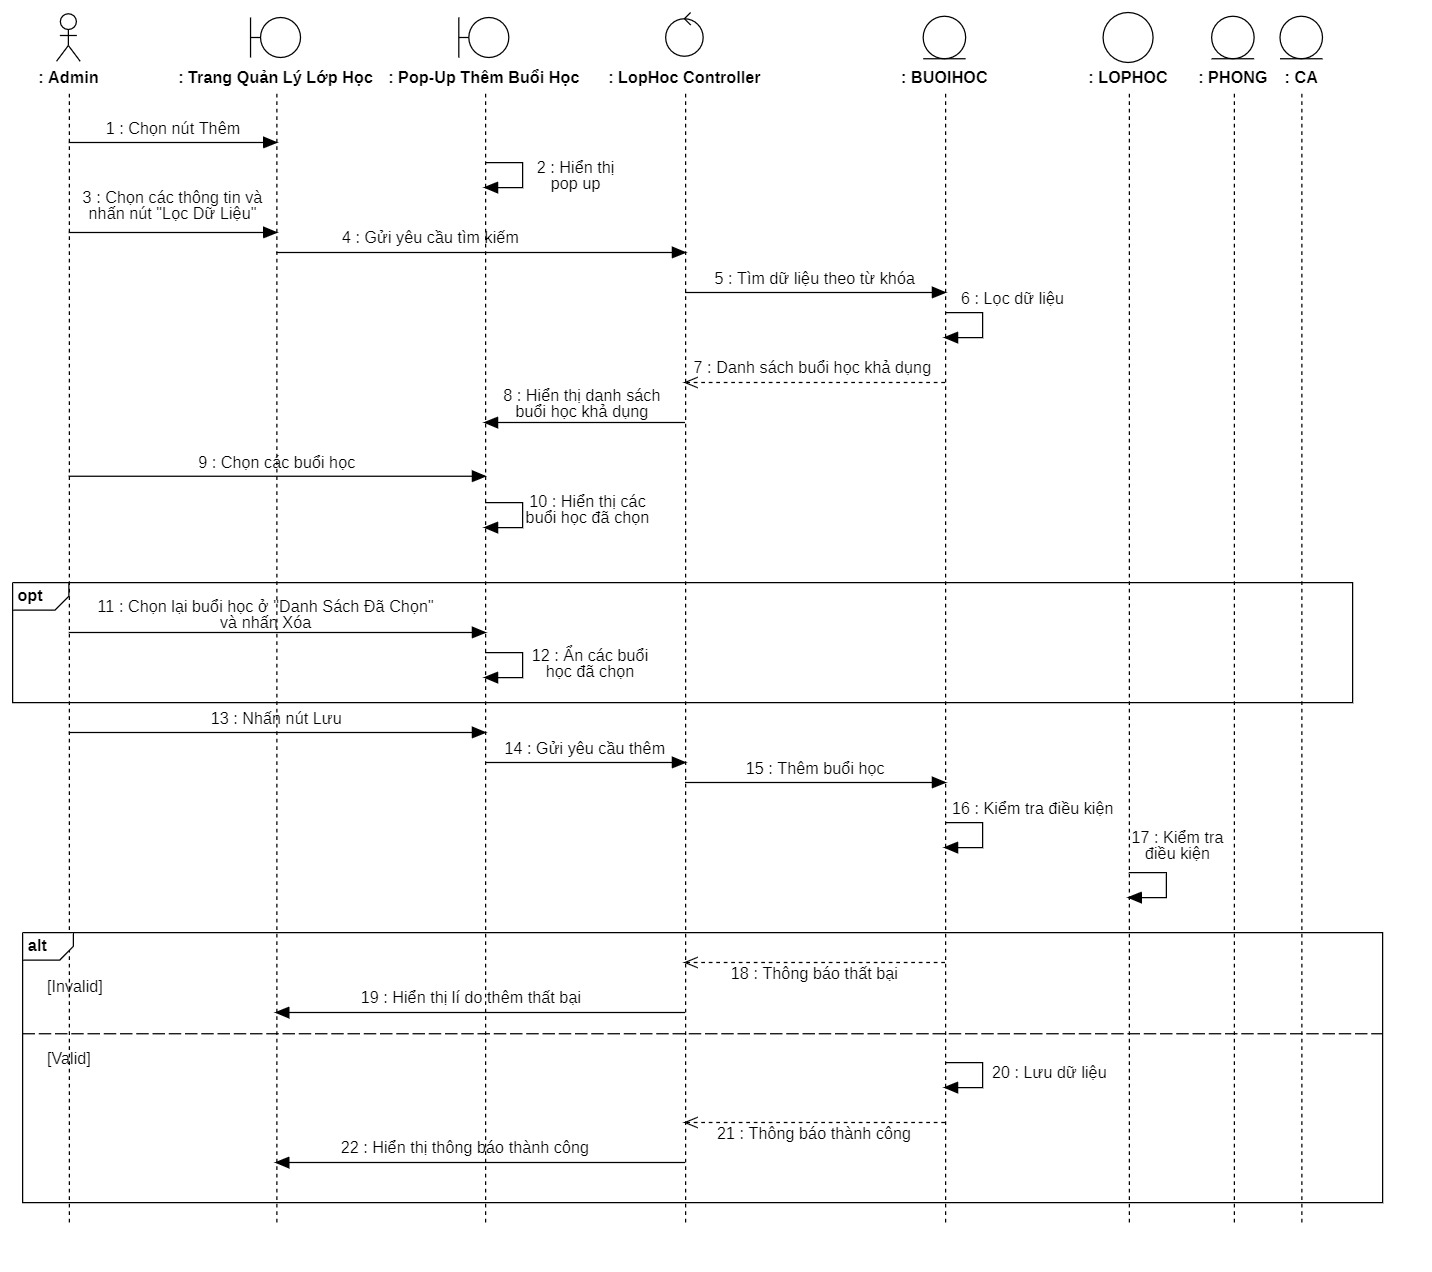 : Admin
: Trang Quản Lý Lớp Học
: Pop-Up Thêm Buổi Học
: LopHoc Controller
: BUOIHOC
: LOPHOC
: PHONG
: CA
1 : Chọn nút Thêm
2 : Hiển thị
pop up
3 : Chọn các thông tin và
nhấn nút "Lọc Dữ Liệu"
4 : Gửi yêu cầu tìm kiếm
5 : Tìm dữ liệu theo từ khóa
6 : Lọc dữ liệu
7 : Danh sách buổi học khả dụng
8 : Hiển thị danh sách
buổi học khả dụng
9 : Chọn các buổi học
10 : Hiển thị các
buổi học đã chọn
opt
11 : Chọn lại buổi học ở "Danh Sách Đã Chọn"
và nhấn Xóa
12 : Ẩn các buổi
học đã chọn
13 : Nhấn nút Lưu
14 : Gửi yêu cầu thêm
15 : Thêm buổi học
16 : Kiểm tra điều kiện
17 : Kiểm tra
điều kiện
alt
18 : Thông báo thất bại
[Invalid]
19 : Hiển thị lí do thêm thất bại
[Valid]
20 : Lưu dữ liệu
21 : Thông báo thành công
22 : Hiển thị thông báo thành công